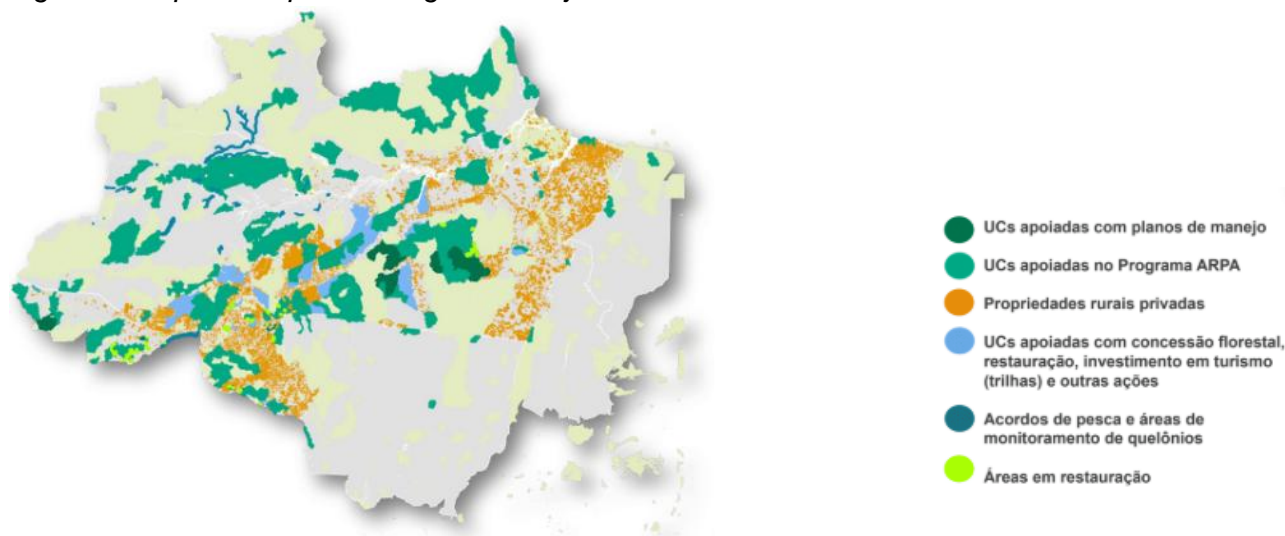 UCs apoiadas com planos de manejo
UCs apoiadas no Programa ARPA
Propriedades rurais privadas
UCs apoiadas com concessão florestal,
restauração, investimento em turismo
(trilhas) e outras ações
Acordos de pesca e áreas de
monitoramento de quelônios
Áreas em restauração